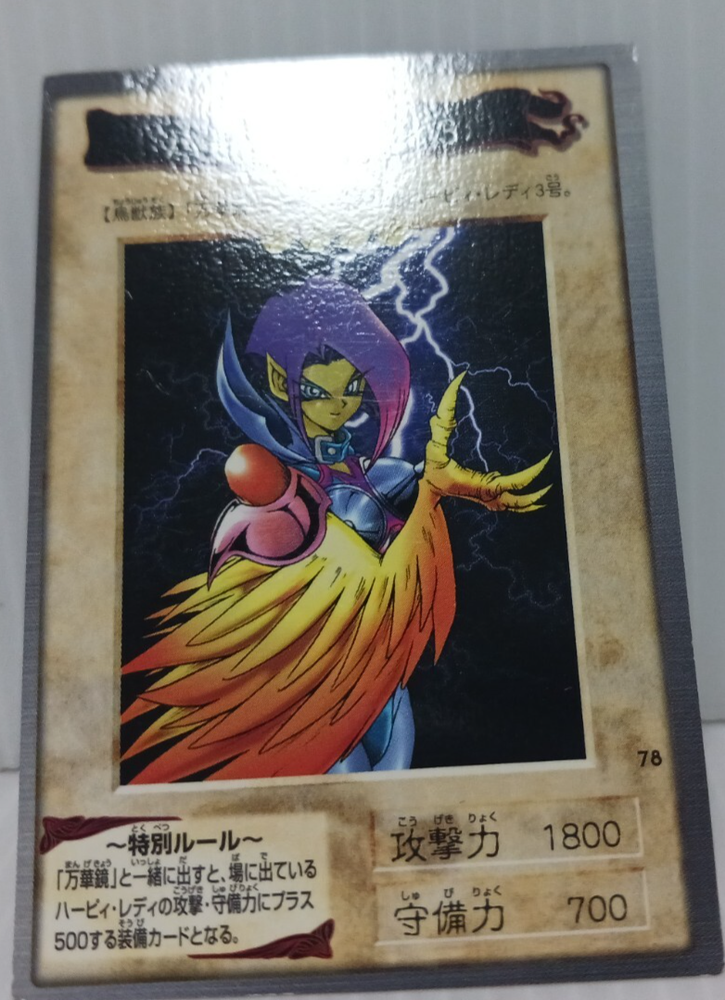 【鳥獣族】「万華
ハーピィ・レディ3号。
78
～特別ルール～
「万華鏡」と一緒に出すと、場に出ている
ハーピィ・レディの攻撃・守備力にプラス
500する装備カードとなる。
攻撃力 1800
守備力 700